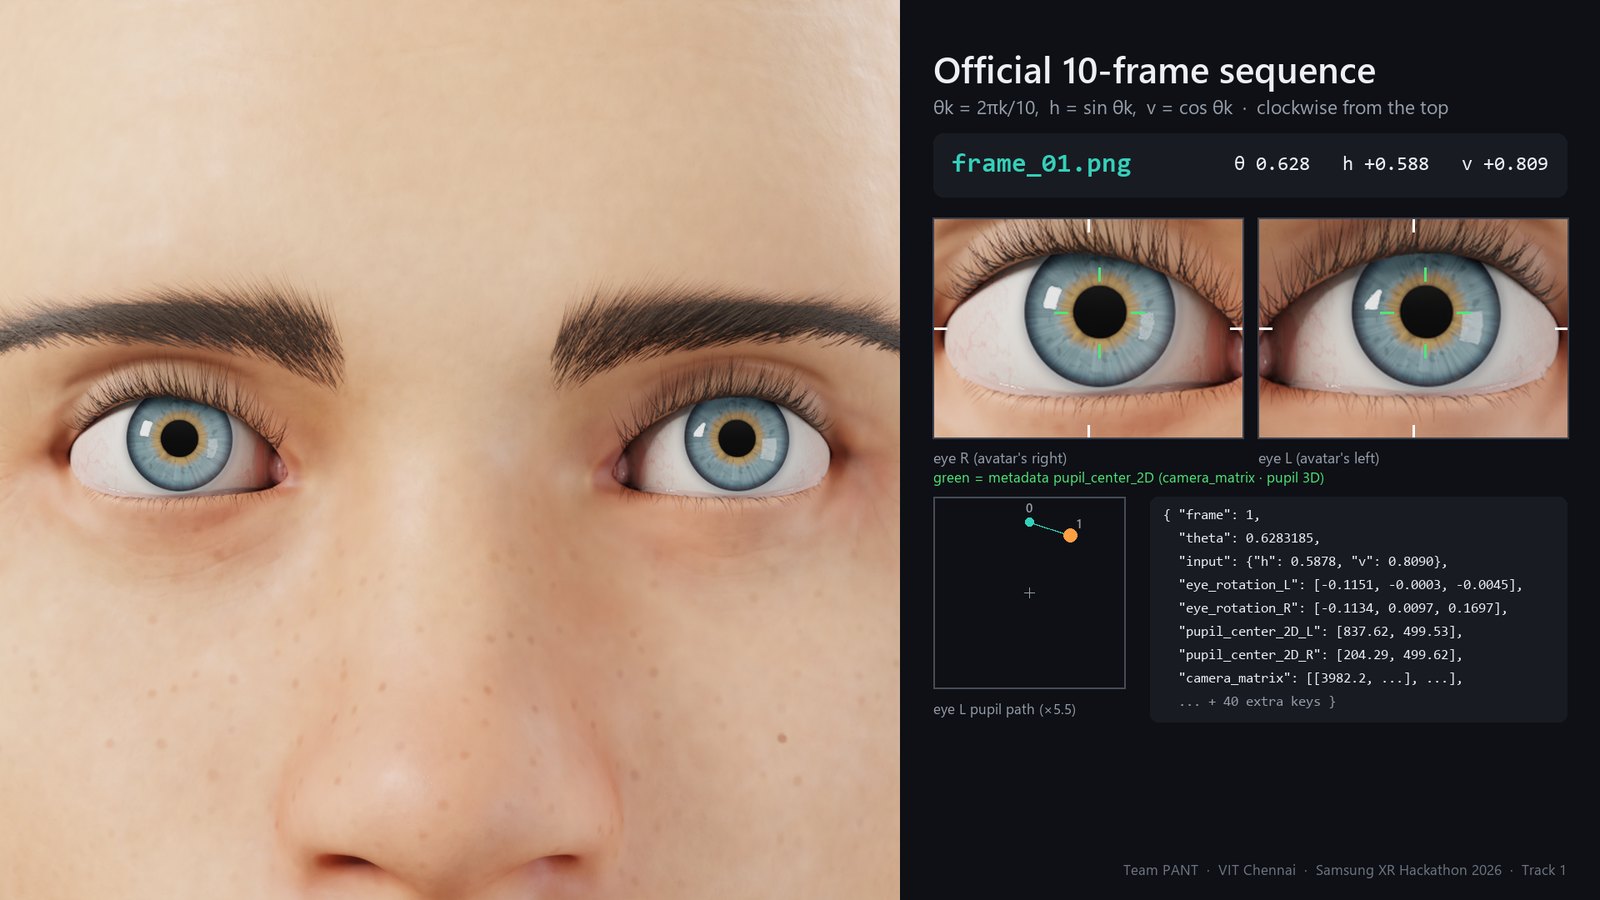 Official 10-frame sequence
θk = 2πk/10, h = sin θk, v = cos θk · clockwise from the top
frame_01.png θ 0.628 h +0.588 v +0.809
eye R (avatar's right)
eye L (avatar's left)
green = metadata pupil_center_2D (camera_matrix · pupil 3D)
0
1
eye L pupil path (×5.5)
{ "frame": 1,
"theta": 0.6283185,
"input": {"h": 0.5878, "v": 0.8090},
"eye_rotation_L": [-0.1151, -0.0003, -0.0045],
"eye_rotation_R": [-0.1134, 0.0097, 0.1697],
"pupil_center_2D_L": [837.62, 499.53],
"pupil_center_2D_R": [204.29, 499.62],
"camera_matrix": [[3982.2, ...], ...],
... + 40 extra keys }
Team PANT · VIT Chennai · Samsung XR Hackathon 2026 · Track 1